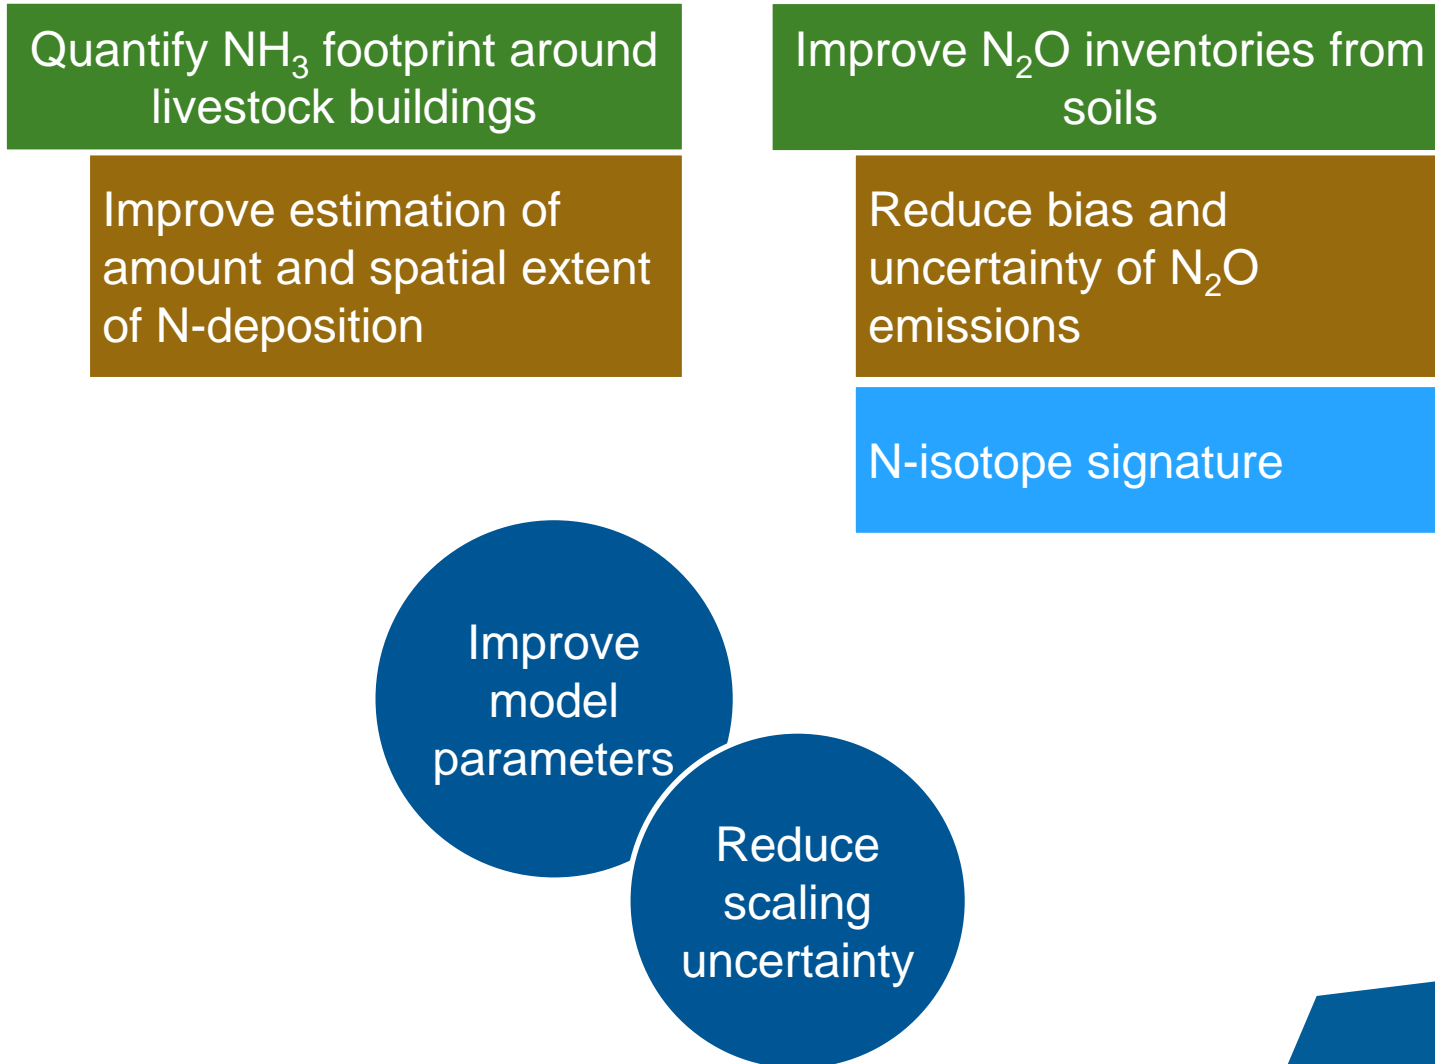 Quantify NH₃ footprint around
livestock buildings
Improve estimation of
amount and spatial extent
of N-deposition
Improve N₂O inventories from
soils
Reduce bias and
uncertainty of N₂O
emissions
N-isotope signature
Improve
model
parameters
Reduce
scaling
uncertainty